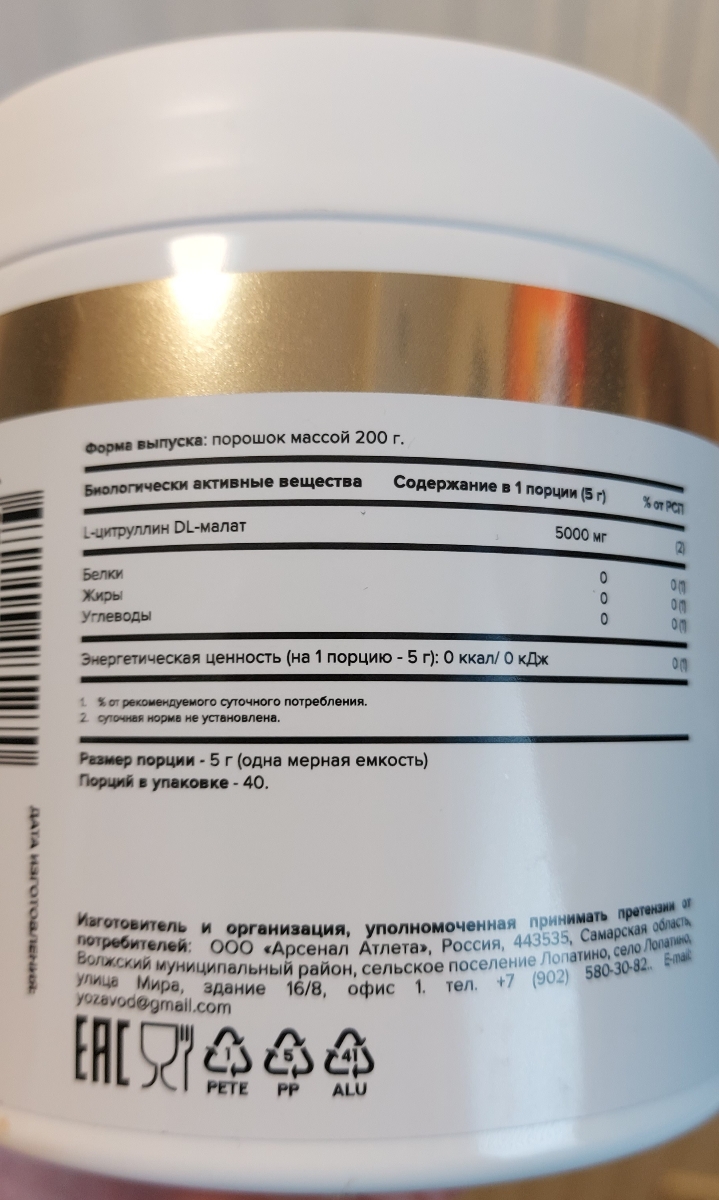 Форма выпуска: порошок массой 200 г.
Биологически активные вещества Содержание в 1 порции (5 г) % от РСП
L-цитруллин DL-малат 5000 мг (2)
Белки 0 0 (1)
Жиры 0 0 (1)
Углеводы 0 0 (1)
Энергетическая ценность (на 1 порцию - 5 г): 0 ккал/ 0 кДж 0 (1)
1. % от рекомендуемого суточного потребления.
2. суточная норма не установлена.
Размер порции - 5 г (одна мерная емкость)
Порций в упаковке - 40.
ДАТА ИЗГОТОВЛЕНИЯ:
Изготовитель и организация, уполномоченная принимать претензии от
потребителей: ООО «Арсенал Атлета», Россия, 443535, Самарская область,
Волжский муниципальный район, сельское поселение Лопатино, село Лопатино,
улица Мира, здание 16/8, офис 1. тел. +7 (902) 580-30-82.. E-mail:
yozavod@gmail.com
EAC
1 5 41
PETE PP ALU